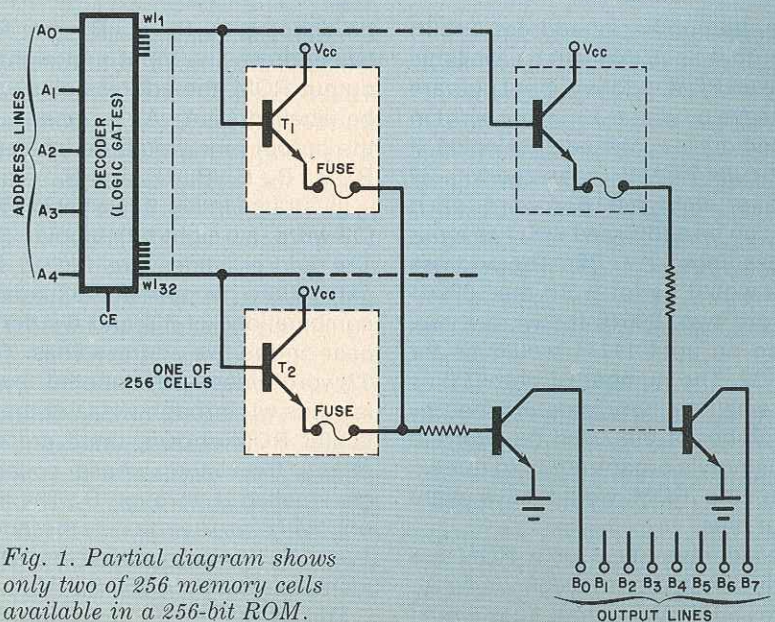 A0
A1
A2
A3
A4
ADDRESS LINES
DECODER
(LOGIC GATES)
CE
wl1
wl32
Vcc
T1
FUSE
Vcc
Vcc
T2
FUSE
ONE OF
256 CELLS
B0 B1 B2 B3 B4 B5 B6 B7
OUTPUT LINES
Fig. 1. Partial diagram shows
only two of 256 memory cells
available in a 256-bit ROM.